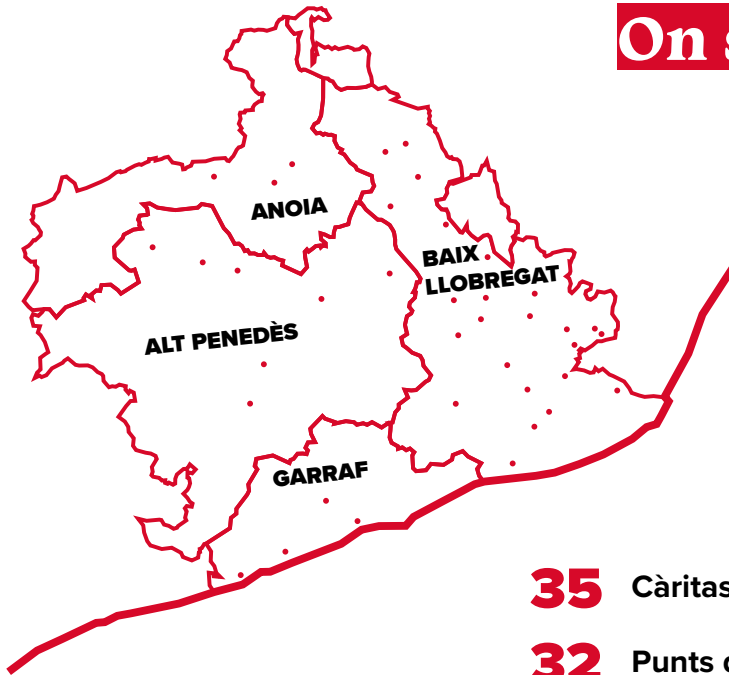 On
ANOIA
BAIX
LLOBREGAT
ALT PENEDÈS
GARRAF
35 Càritas
32 Punts